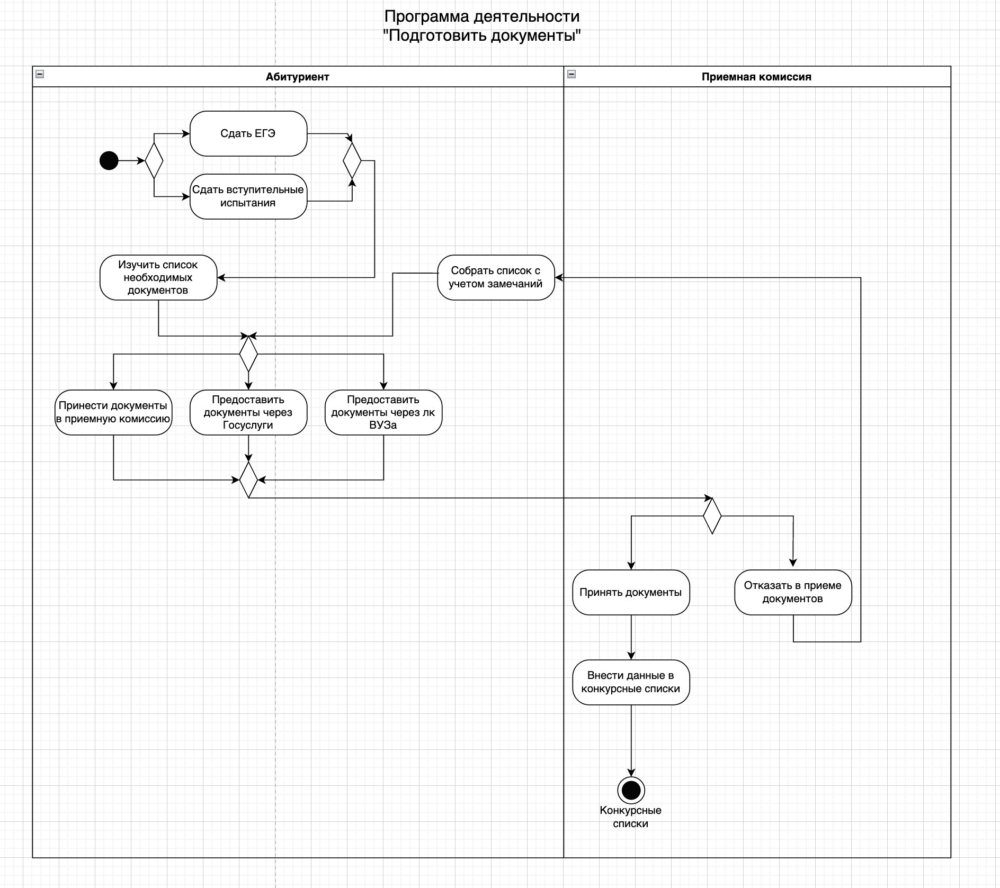 Программа деятельности
"Подготовить документы"
Абитуриент
Приемная комиссия
Сдать ЕГЭ
Сдать вступительные
испытания
Изучить список
необходимых
документов
Собрать список с
учетом замечаний
Принести документы
в приемную комиссию
Предоставить
документы через
Госуслуги
Предоставить
документы через лк
ВУЗа
Принять документы
Отказать в приеме
документов
Внести данные в
конкурсные списки
Конкурсные
списки